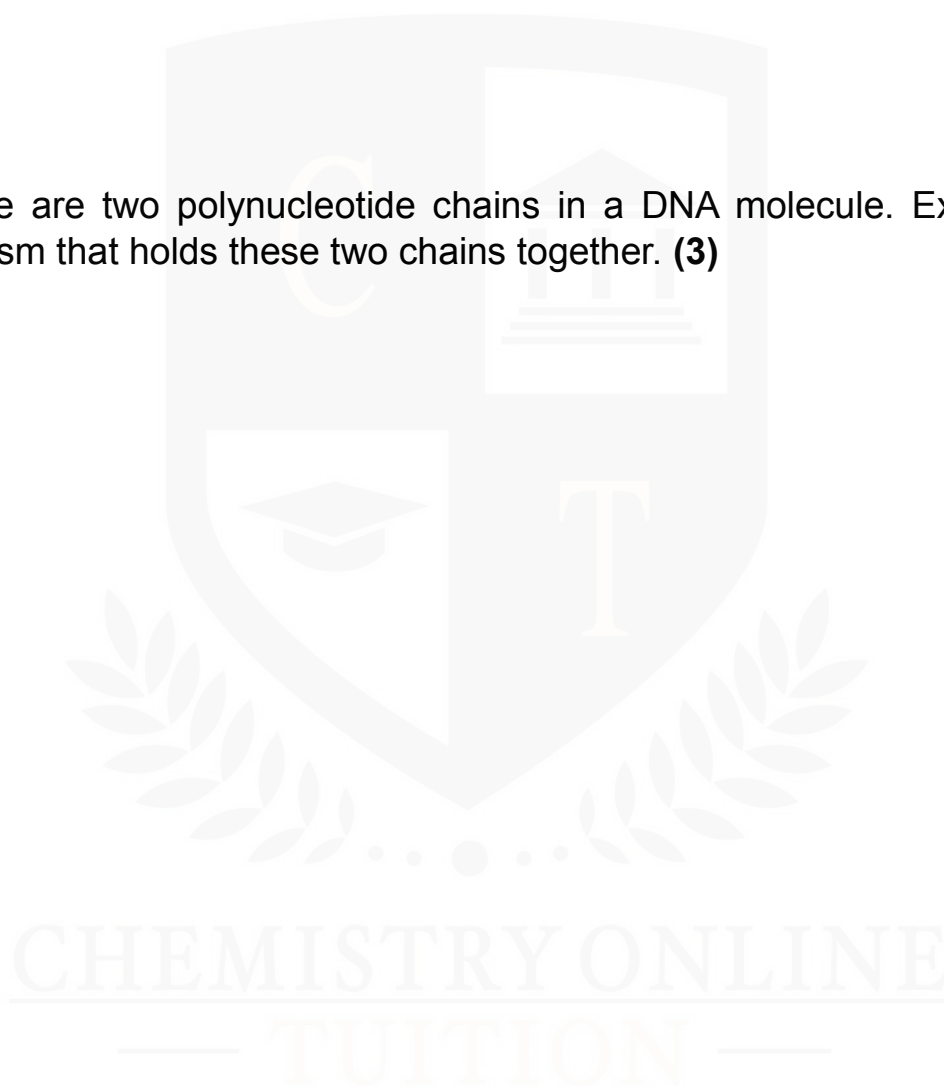 e are two polynucleotide chains in a DNA molecule. Ex
sm that holds these two chains together. (3)
C
T
CHEMISTRY ONLINE
TUITION